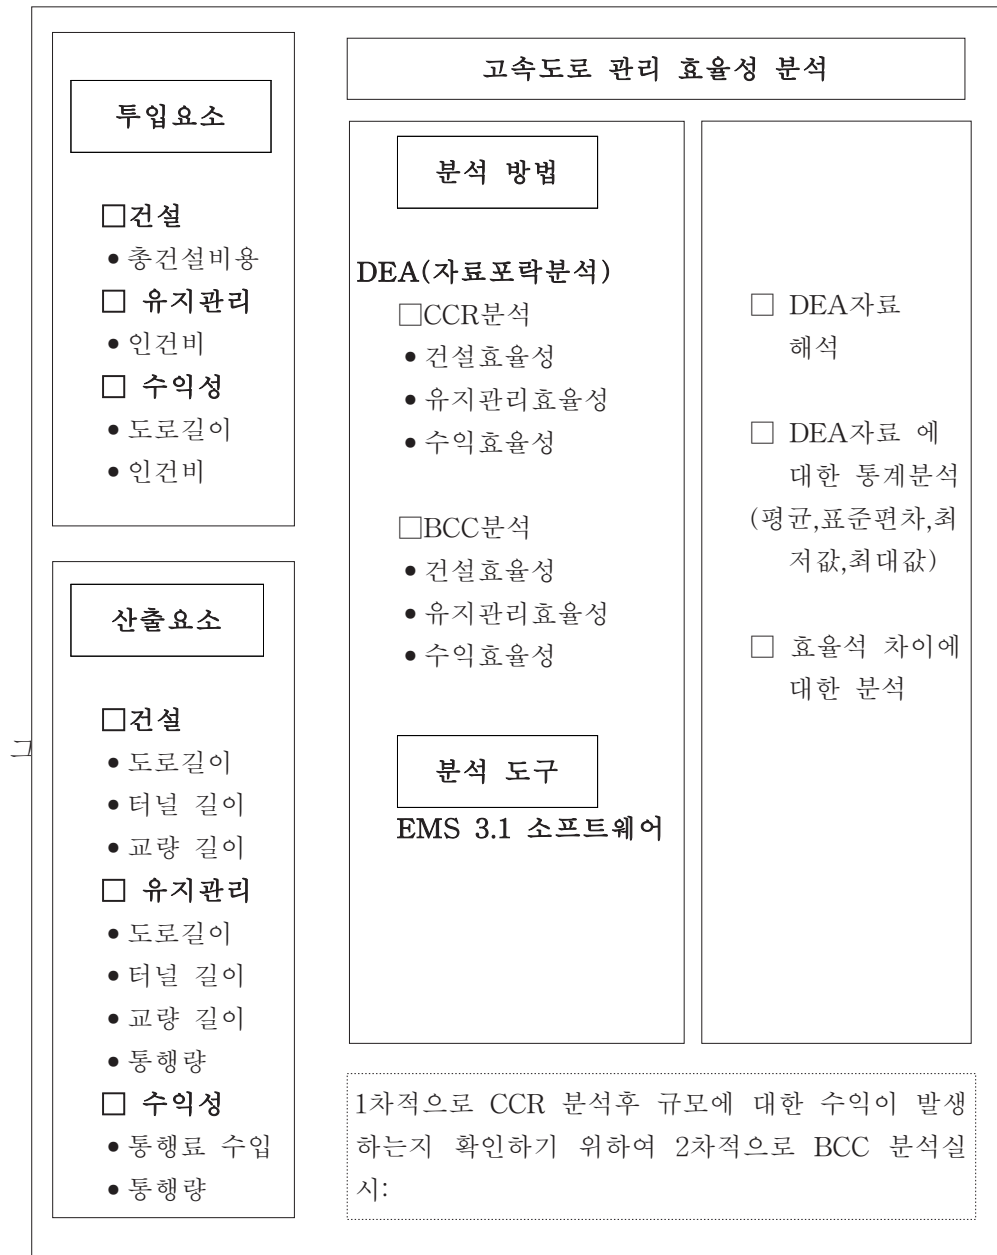 고속도로 관리 효율성 분석
투입요소
□건설
•총건설비용
□ 유지관리
•인건비
□ 수익성
•도로길이
•인건비
산출요소
□건설
•도로길이
•터널 길이
•교량 길이
□ 유지관리
•도로길이
•터널 길이
•교량 길이
•통행량
□ 수익성
•통행료 수입
•통행량
분석 방법
DEA(자료포락분석)
□CCR분석
•건설효율성
•유지관리효율성
•수익효율성
□BCC분석
•건설효율성
•유지관리효율성
•수익효율성
분석 도구
EMS 3.1 소프트웨어
□ DEA자료
해석
□ DEA자료 에
대한 통계분석
(평균,표준편차,최
저값,최대값)
□ 효율석 차이에
대한 분석
1차적으로 CCR 분석후 규모에 대한 수익이 발생
하는지 확인하기 위하여 2차적으로 BCC 분석실
시: